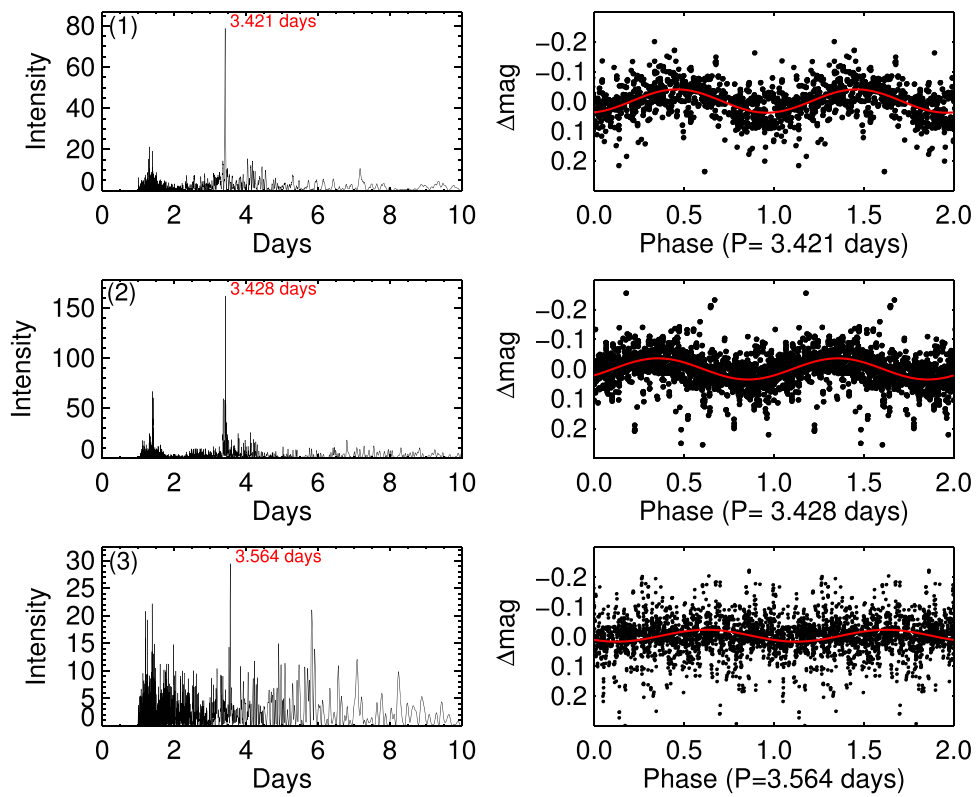 (1)
3.421 days
80
60
40
20
0
Intensity
0 2 4 6 8 10
Days
−0.2
−0.1
0.0
0.1
0.2
Δmag
0.0 0.5 1.0 1.5 2.0
Phase (P= 3.421 days)
(2)
3.428 days
150
100
50
0
Intensity
0 2 4 6 8 10
Days
−0.2
−0.1
0.0
0.1
0.2
Δmag
0.0 0.5 1.0 1.5 2.0
Phase (P= 3.428 days)
(3)
3.564 days
30
25
20
15
10
5
0
Intensity
0 2 4 6 8 10
Days
−0.2
−0.1
0.0
0.1
0.2
Δmag
0.0 0.5 1.0 1.5 2.0
Phase (P=3.564 days)